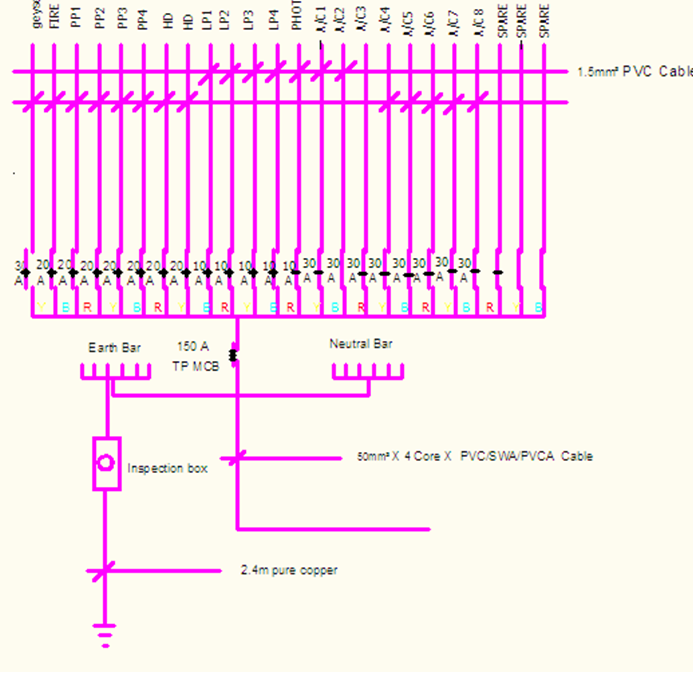 geyse FIRE PP1 PP2 PP3 PP4 HD HD LP1 LP2 LP3 LP4 PHOT A/C1 A/C2 A/C3 A/C4 A/C5 A/C6 A/C7 A/C8 SPARE SPARE SPARE
1.5mm² PVC Cable
20 20 20 20 20 20 20 10 10 10 10 10 30 30 30 30 30 30 30 30
A A A A A A A A A A A A A A A A A A A A A
Y B R Y B R Y B R Y B R Y B R Y B R Y B R Y B
Earth Bar
150 A
TP MCB
Neutral Bar
50mm² X 4 Core X PVC/SWA/PVCA Cable
Inspection box
2.4m pure copper